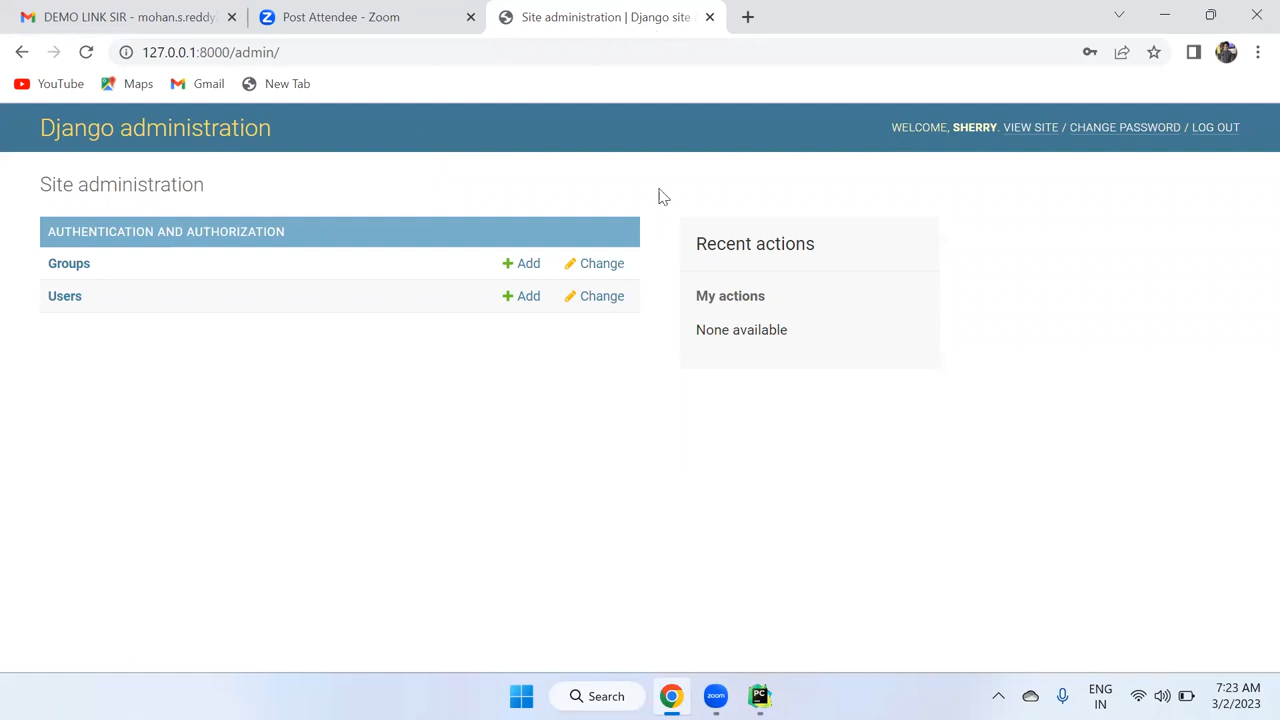 DEMO LINK SIR - mohan.s.reddy
Post Attendee - Zoom
Site administration | Django site
127.0.0.1:8000/admin/
YouTube
Maps
Gmail
New Tab
Django administration
WELCOME, SHERRY. VIEW SITE / CHANGE PASSWORD / LOG OUT
Site administration
AUTHENTICATION AND AUTHORIZATION
Groups
Add
Change
Users
Add
Change
Recent actions
My actions
None available
Search
zoom
PC
ENG
IN
7:23 AM
3/2/2023